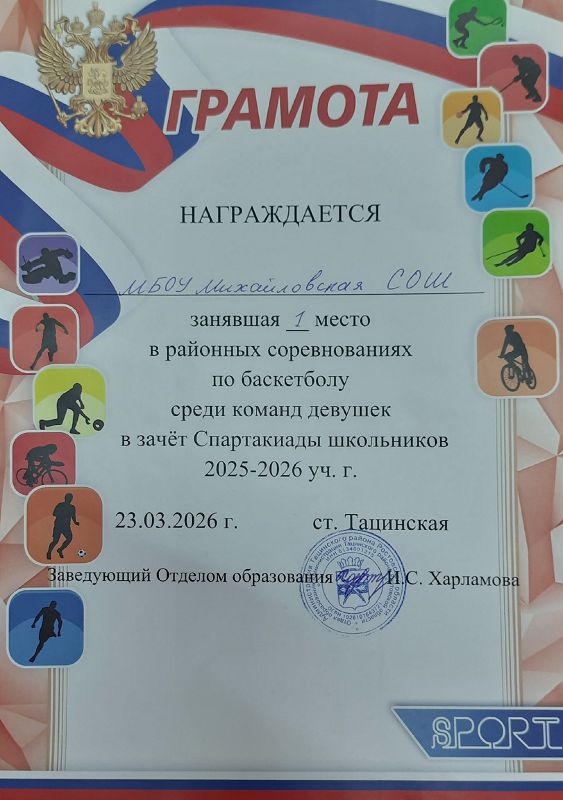 ГРАМОТА
НАГРАЖДАЕТСЯ
МБОУ Михайловская СОШ
занявшая 1 место
в районных соревнованиях
по баскетболу
среди команд девушек
в зачёт Спартакиады школьников
2025-2026 уч. г.
23.03.2026 г. ст. Тацинская
Заведующий Отделом образования И.С. Харламова
SPORT